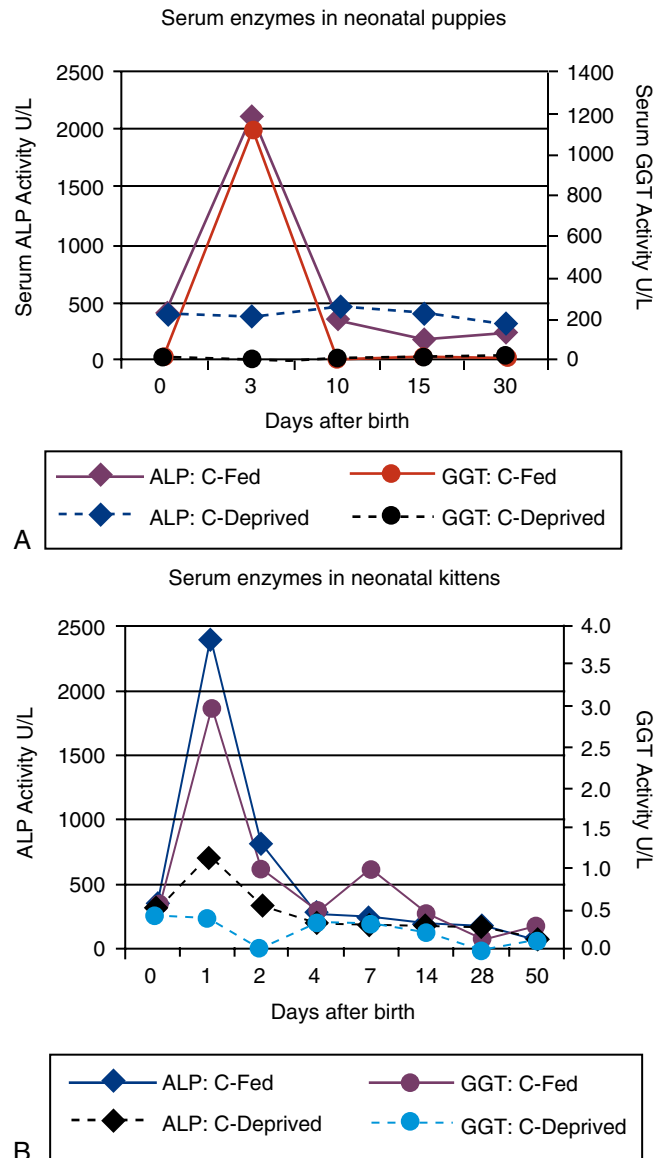 Serum enzymes in neonatal puppies
2500
2000
1500
1000
500
0
Serum ALP Activity U/L
1400
1200
1000
800
600
400
200
0
Serum GGT Activity U/L
0 3 10 15 30
Days after birth
ALP: C-Fed GGT: C-Fed
ALP: C-Deprived GGT: C-Deprived
A
Serum enzymes in neonatal kittens
2500
2000
1500
1000
500
0
ALP Activity U/L
4.0
3.5
3.0
2.5
2.0
1.5
1.0
0.5
0.0
GGT Activity U/L
0 1 2 4 7 14 28 50
Days after birth
ALP: C-Fed GGT: C-Fed
ALP: C-Deprived GGT: C-Deprived
B